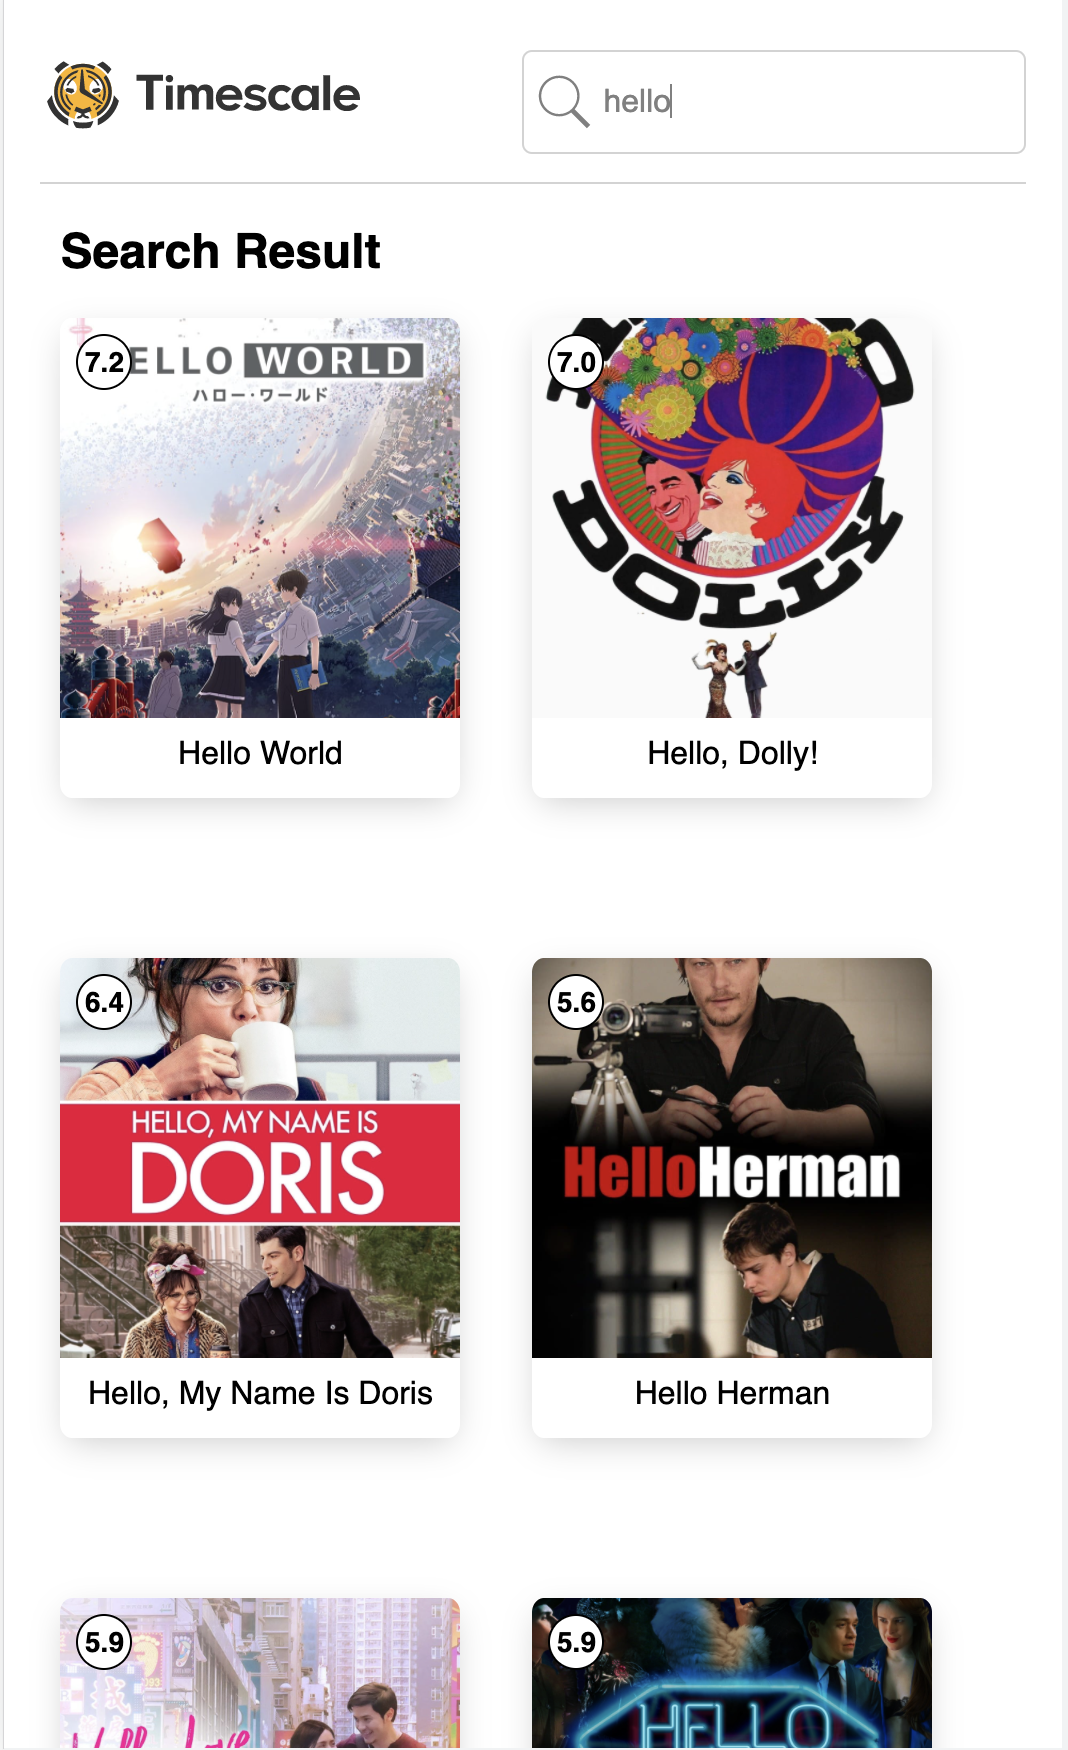 Timescale
hello
Search Result
7.2
ELLO WORLD
ハロー・ワールド
Hello World
7.0
DOLLY
Hello, Dolly!
6.4
HELLO, MY NAME IS
DORIS
Hello, My Name Is Doris
5.6
HelloHerman
Hello Herman
5.9
Hello, Love
5.9
HELLO